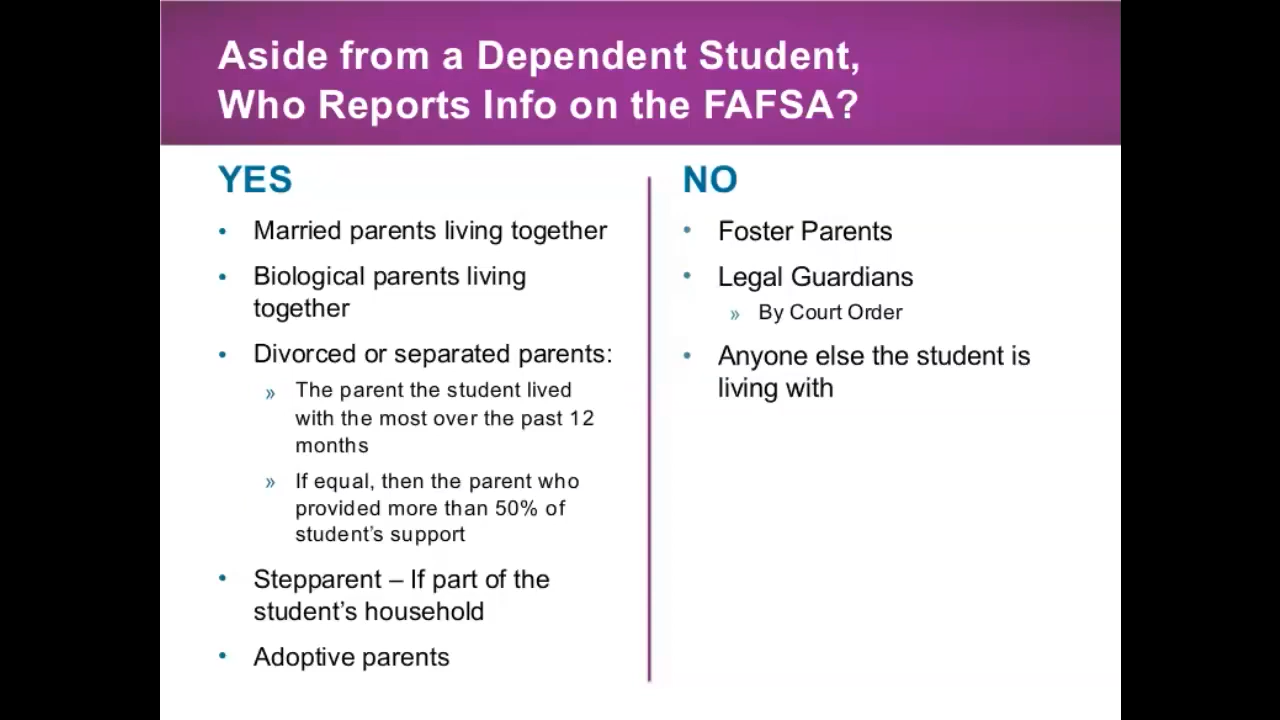 Aside from a Dependent Student,
Who Reports Info on the FAFSA?
YES
• Married parents living together
• Biological parents living
together
• Divorced or separated parents:
» The parent the student lived
with the most over the past 12
months
» If equal, then the parent who
provided more than 50% of
student’s support
• Stepparent – If part of the
student’s household
• Adoptive parents
NO
• Foster Parents
• Legal Guardians
» By Court Order
• Anyone else the student is
living with